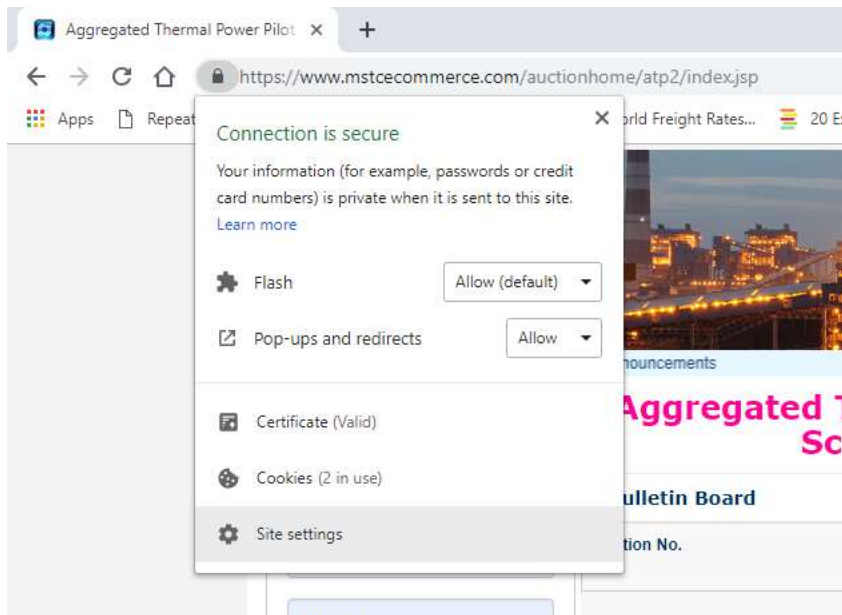 Aggregated Thermal Power Pilot
https://www.mstcecommerce.com/auctionhome/atp2/index.jsp
Apps Repeat orld Freight Rates... 20 E
Connection is secure
Your information (for example, passwords or credit
card numbers) is private when it is sent to this site.
Learn more
Flash Allow (default)
Pop-ups and redirects Allow
Certificate (Valid)
Cookies (2 in use)
Site settings
nouncements
Aggregated T
Sc
ulletin Board
tion No.